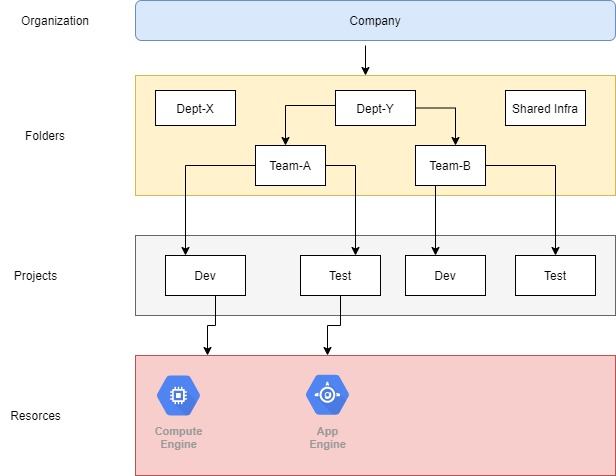 Organization
Company
Dept-X
Dept-Y
Shared Infra
Folders
Team-A
Team-B
Projects
Dev
Test
Dev
Test
Resorces
Compute
Engine
App
Engine